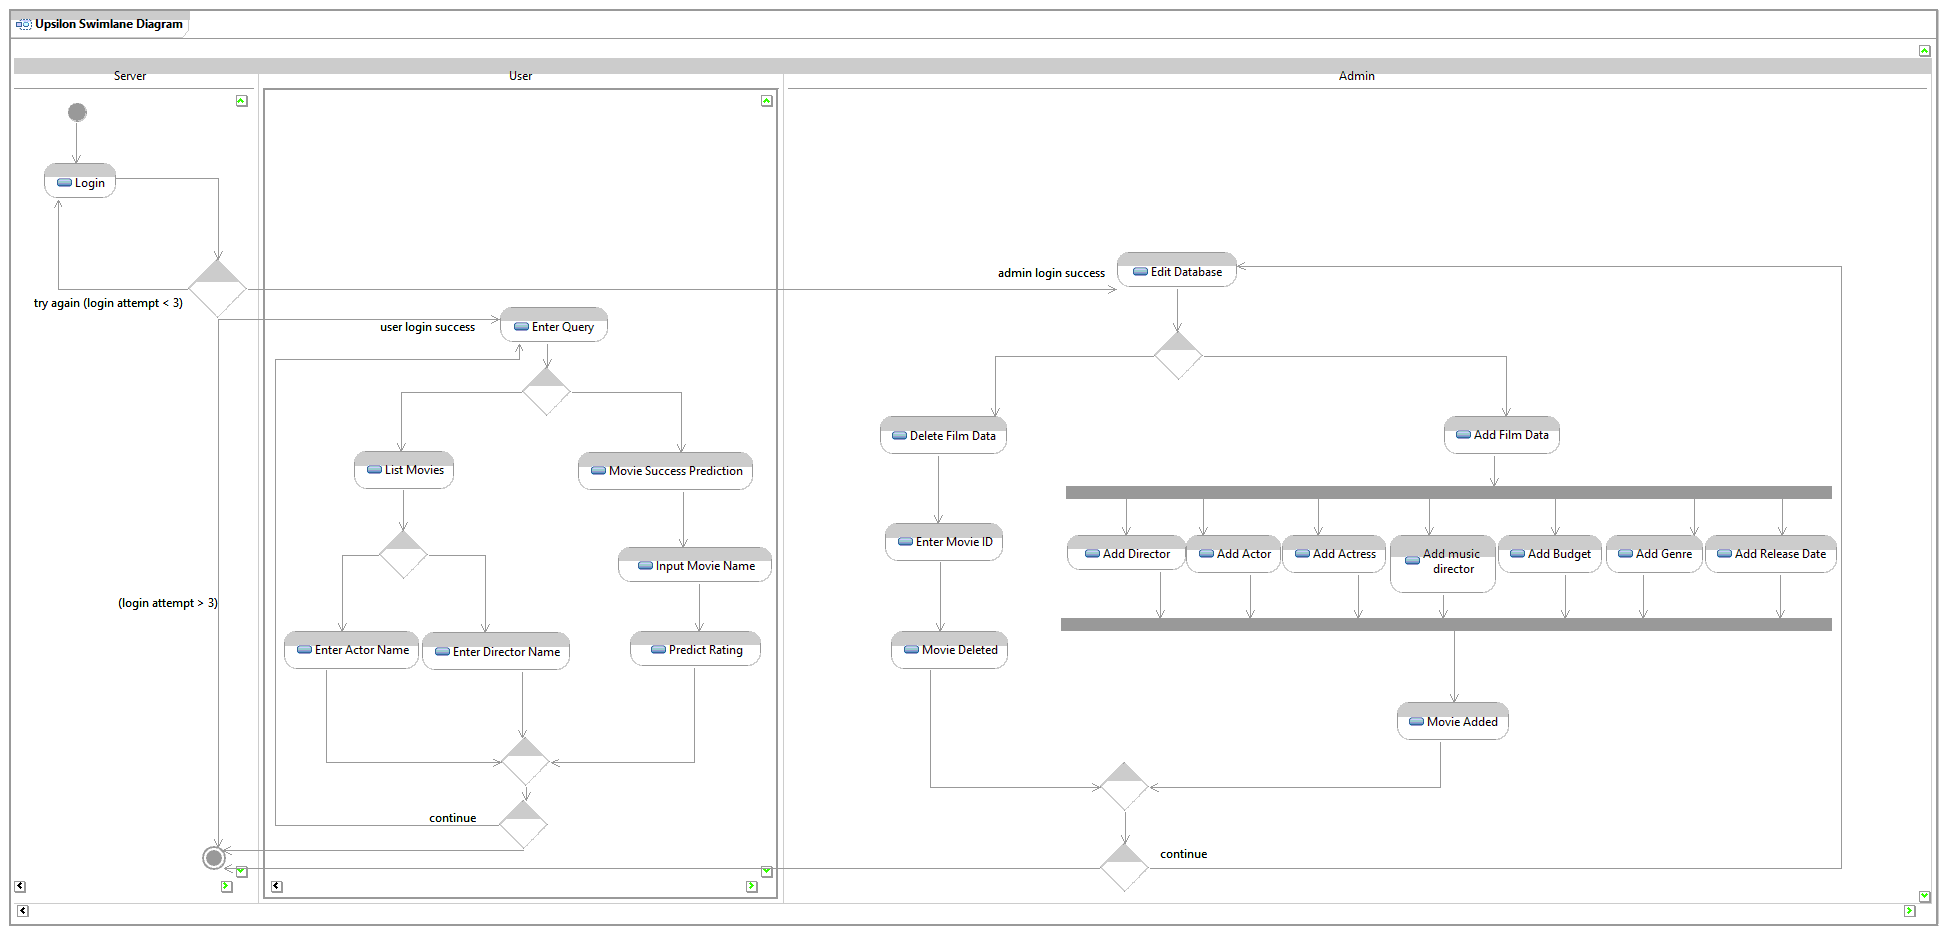 Upsilon Swimlane Diagram
Server
User
Admin
Login
try again (login attempt < 3)
admin login success
Edit Database
user login success
Enter Query
Delete Film Data
Add Film Data
List Movies
Movie Success Prediction
Enter Movie ID
Add Director
Add Actor
Add Actress
Add music
director
Add Budget
Add Genre
Add Release Date
Input Movie Name
(login attempt > 3)
Enter Actor Name
Enter Director Name
Predict Rating
Movie Deleted
Movie Added
continue
continue